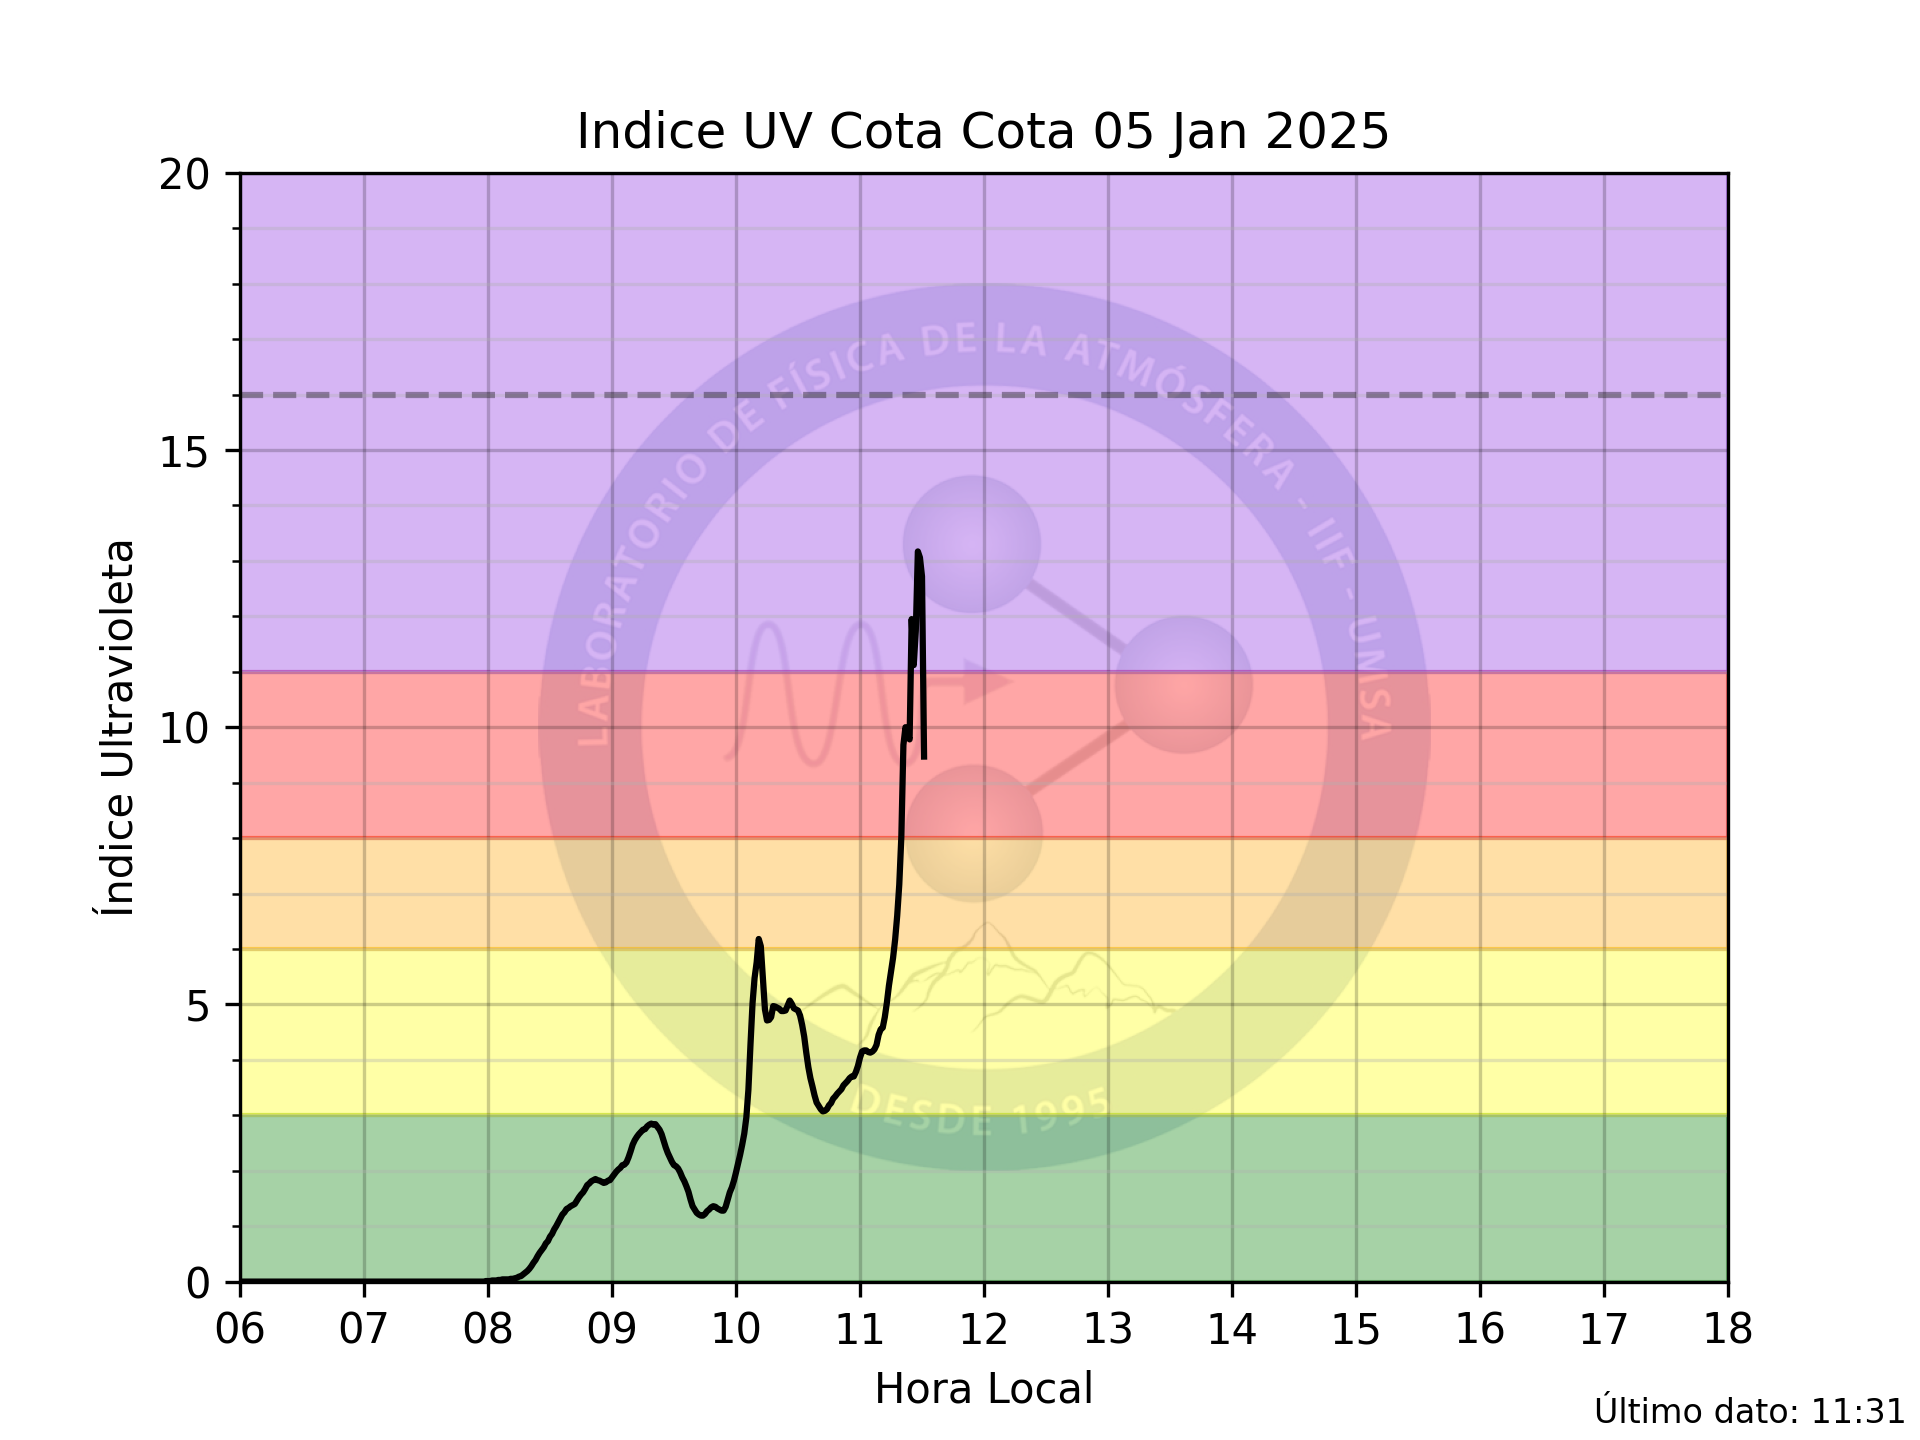 Indice UV Cota Cota 05 Jan 2025
20
15
10
5
0
Índice Ultravioleta
LABORATORIO DE FÍSICA DE LA ATMÓSFERA - IIF - UMSA
DESDE 1995
06 07 08 09 10 11 12 13 14 15 16 17 18
Hora Local
Último dato: 11:31